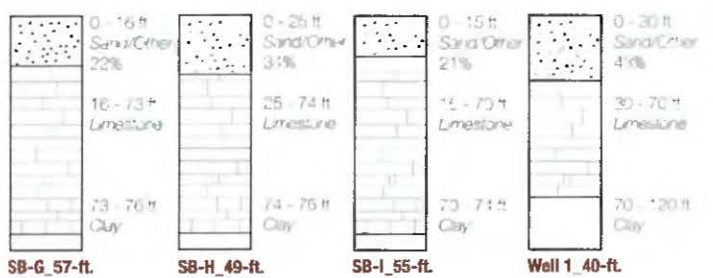 0 - 16 ft
Sand/Other
22%
16 - 73 ft
Limestone
73 - 76 ft
Clay
SB-G_57-ft.
0 - 25 ft
Sand/Other
25 - 74 ft
Limestone
74 - 76 ft
Clay
SB-H_49-ft.
0 - 15 ft
Sand/Other
21%
15 - 70 ft
Limestone
70 - 74 ft
Clay
SB-I_55-ft.
0 - 30 ft
Sand/Other
30 - 70 ft
Limestone
70 - 120 ft
Clay
Well 1_40-ft.